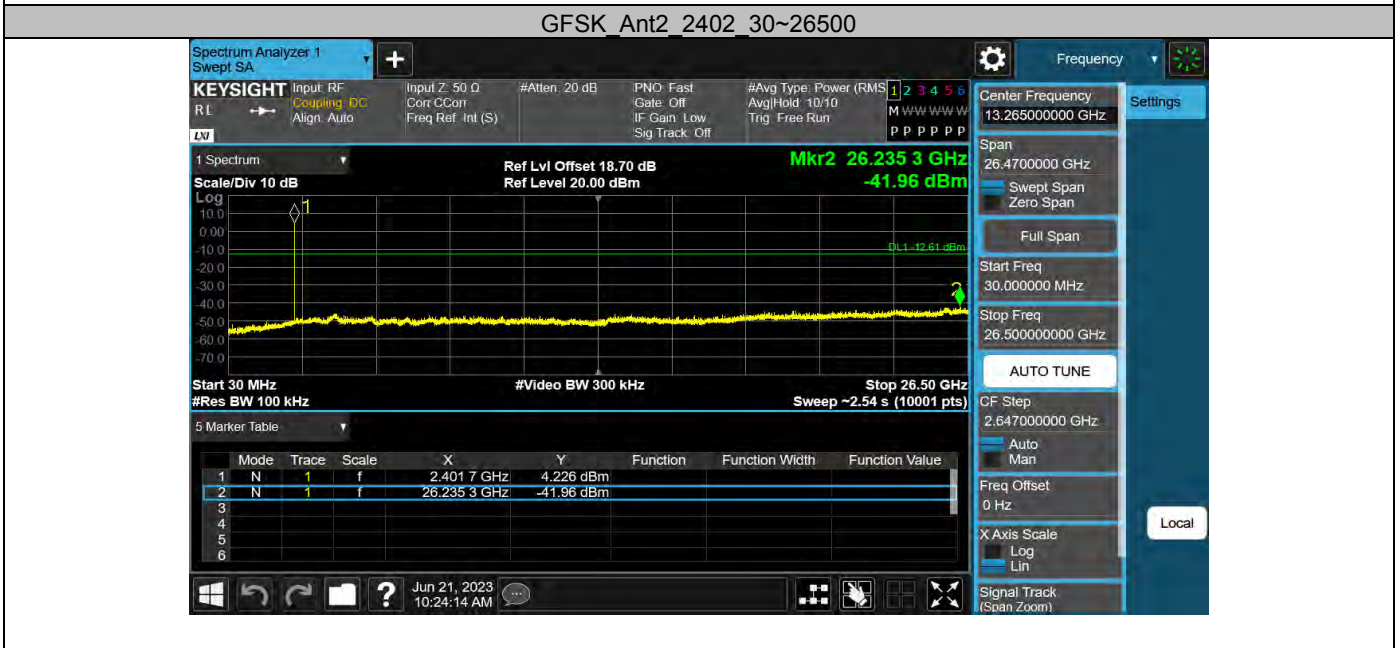 GFSK_Ant2_2402_30~26500
Spectrum Analyzer 1
Swept SA
+
Frequency
KEYSIGHT
RL
LXI
Input: RF
Coupling: DC
Align: Auto
Input Z: 50 Ω
Corr CCorr
Freq Ref: Int (S)
#Atten: 20 dB
PNO: Fast
Gate: Off
IF Gain: Low
Sig Track: Off
#Avg Type: Power (RMS
Avg|Hold: 10/10
Trig: Free Run
1 2 3 4 5 6
M W W W W W
P P P P P P
1 Spectrum
Scale/Div 10 dB
Ref Lvl Offset 18.70 dB
Ref Level 20.00 dBm
Mkr2 26.235 3 GHz
-41.96 dBm
Log
10.0
0.00
-10.0
-20.0
-30.0
-40.0
-50.0
-60.0
-70.0
1
DL1 -12.61 dBm
2
Start 30 MHz
#Video BW 300 kHz
Stop 26.50 GHz
#Res BW 100 kHz
Sweep ~2.54 s (10001 pts)
5 Marker Table
Mode Trace Scale X Y Function Function Width Function Value
1 N 1 f 2.401 7 GHz 4.226 dBm
2 N 1 f 26.235 3 GHz -41.96 dBm
3
4
5
6
?
Jun 21, 2023
10:24:14 AM
Center Frequency
13.265000000 GHz
Span
26.4700000 GHz
Swept Span
Zero Span
Full Span
Start Freq
30.000000 MHz
Stop Freq
26.500000000 GHz
AUTO TUNE
CF Step
2.647000000 GHz
Auto
Man
Freq Offset
0 Hz
X Axis Scale
Log
Lin
Signal Track
(Span Zoom)
Settings
Local